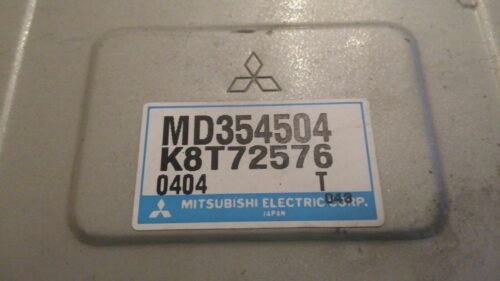 MD354504
K8T72576
0404 T
043
MITSUBISHI ELECTRIC CORP.
JAPAN